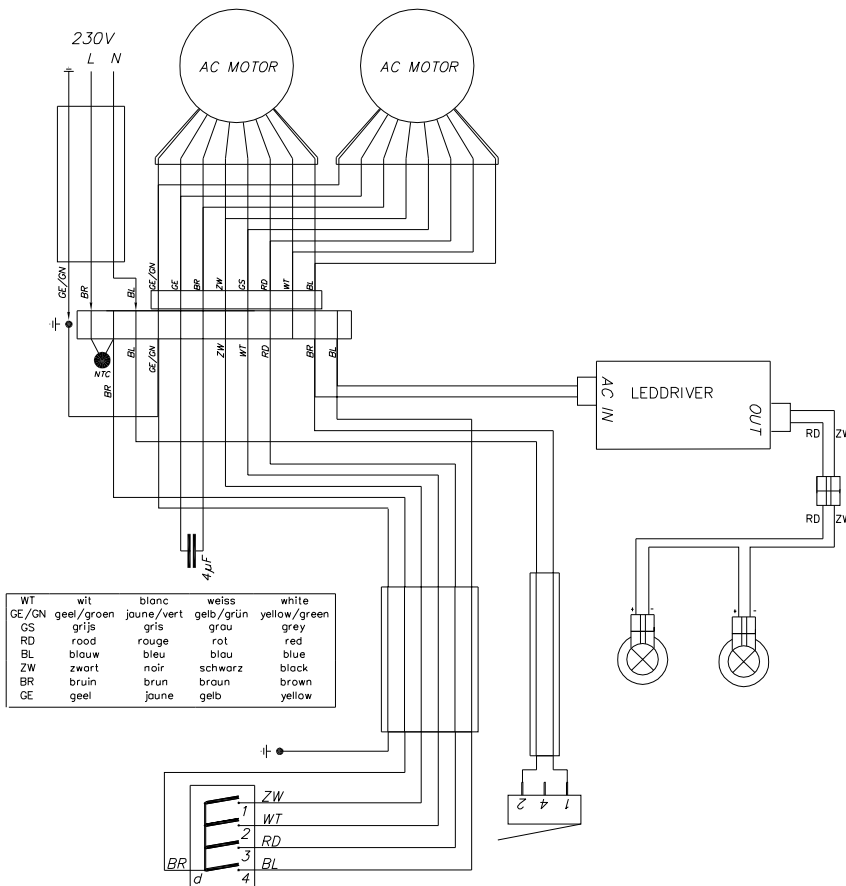 230V
L N
AC MOTOR
AC MOTOR
GE/GN
BR
BL
GE/GN
GE
BR
ZW
GS
RD
WT
BL
NTC
BR
BL
GE/GN
ZW
WT
RD
BR
BL
AC IN
LEDDRIVER
OUT
RD ZW
RD ZW
4µF
+ -
+ -
WT wit blanc weiss white
GE/GN geel/groen jaune/vert gelb/grün yellow/green
GS grijs gris grau grey
RD rood rouge rot red
BL blauw bleu blau blue
ZW zwart noir schwarz black
BR bruin brun braun brown
GE geel jaune gelb yellow
2 4 1
ZW
1
WT
2
RD
3
BR
d
4
BL